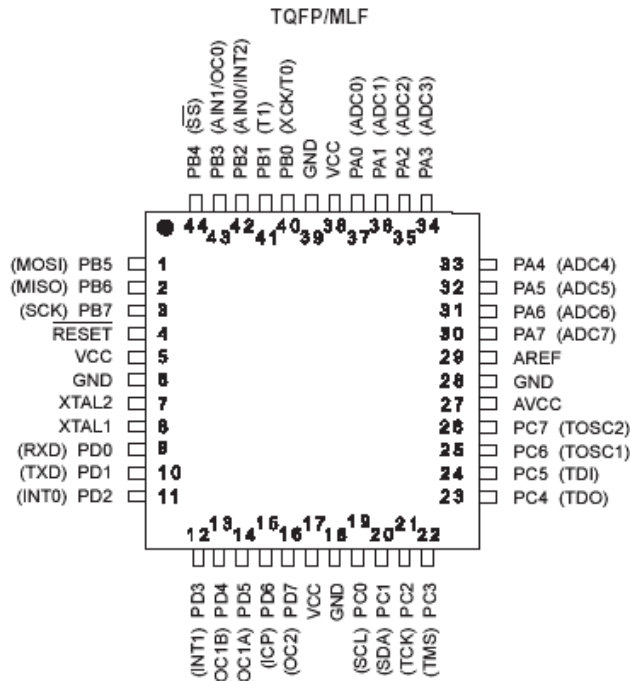 TQFP/MLF
PB4 (SS)
PB3 (AIN1/OC0)
PB2 (AIN0/INT2)
PB1 (T1)
PB0 (XCK/T0)
GND
VCC
PA0 (ADC0)
PA1 (ADC1)
PA2 (ADC2)
PA3 (ADC3)
44 43 42 41 40 39 38 37 36 35 34
(MOSI) PB5 1
(MISO) PB6 2
(SCK) PB7 3
RESET 4
VCC 5
GND 6
XTAL2 7
XTAL1 8
(RXD) PD0 9
(TXD) PD1 10
(INT0) PD2 11
33 PA4 (ADC4)
32 PA5 (ADC5)
31 PA6 (ADC6)
30 PA7 (ADC7)
29 AREF
28 GND
27 AVCC
26 PC7 (TOSC2)
25 PC6 (TOSC1)
24 PC5 (TDI)
23 PC4 (TDO)
12 13 14 15 16 17 18 19 20 21 22
(INT1) PD3
OC1B) PD4
OC1A) PD5
(ICP) PD6
(OC2) PD7
VCC
GND
(SCL) PC0
(SDA) PC1
(TCK) PC2
(TMS) PC3